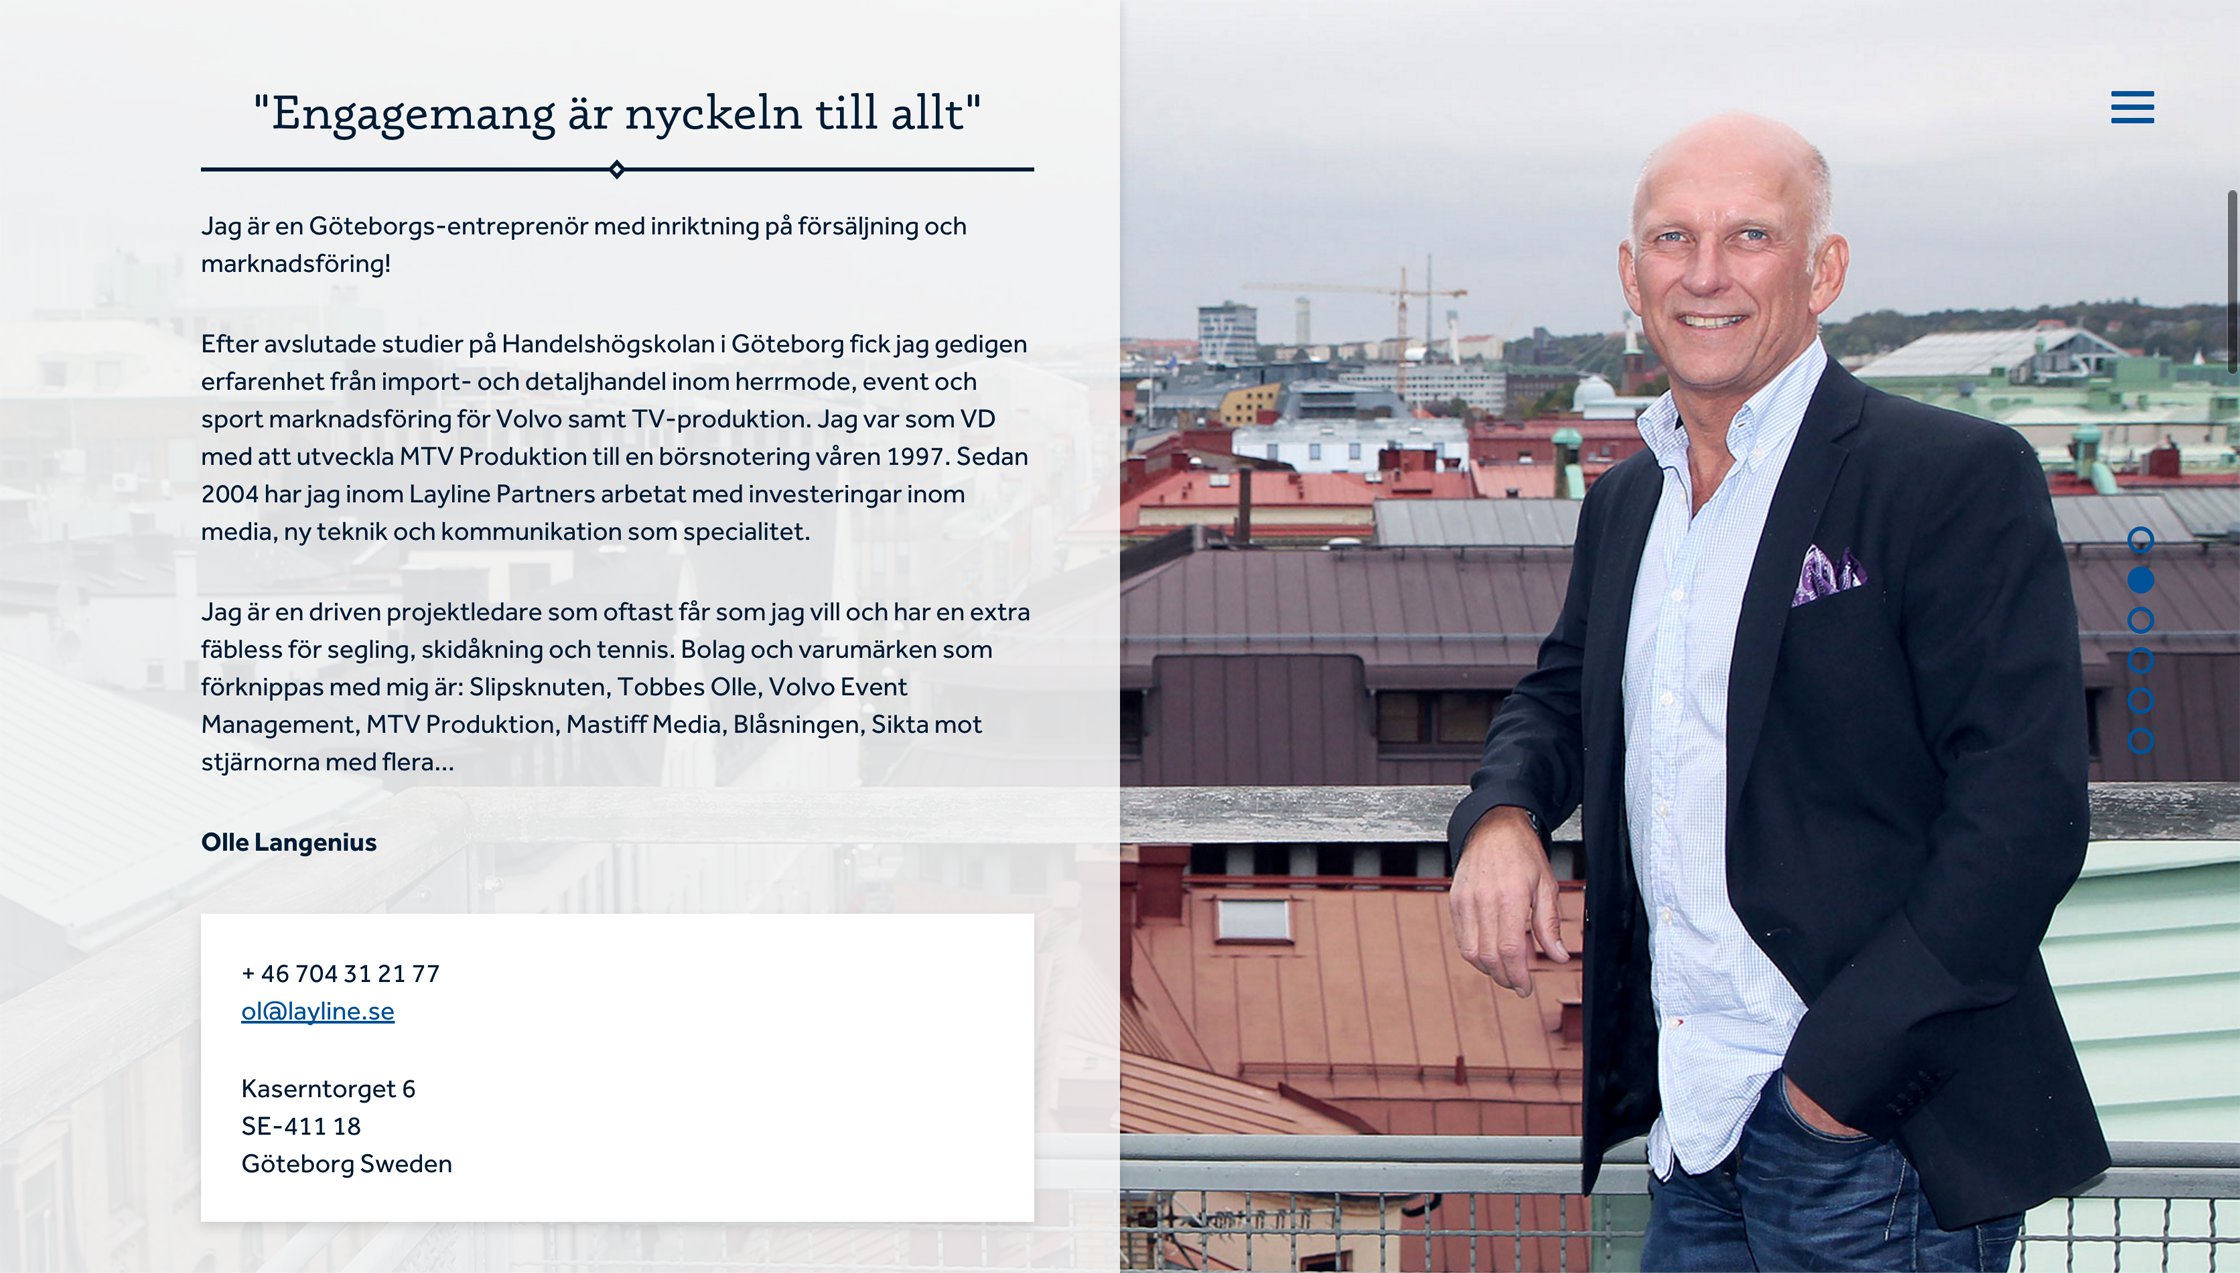 "Engagemang är nyckeln till allt"
Jag är en Göteborgs-entreprenör med inriktning på försäljning och
marknadsföring!
Efter avslutade studier på Handelshögskolan i Göteborg fick jag gedigen
erfarenhet från import- och detaljhandel inom herrmode, event och
sport marknadsföring för Volvo samt TV-produktion. Jag var som VD
med att utveckla MTV Produktion till en börsnotering våren 1997. Sedan
2004 har jag inom Layline Partners arbetat med investeringar inom
media, ny teknik och kommunikation som specialitet.
Jag är en driven projektledare som oftast får som jag vill och har en extra
fäbless för segling, skidåkning och tennis. Bolag och varumärken som
förknippas med mig är: Slipsknuten, Tobbes Olle, Volvo Event
Management, MTV Produktion, Mastiff Media, Blåsningen, Sikta mot
stjärnorna med flera...
Olle Langenius
+ 46 704 31 21 77
ol@layline.se
Kaserntorget 6
SE-411 18
Göteborg Sweden